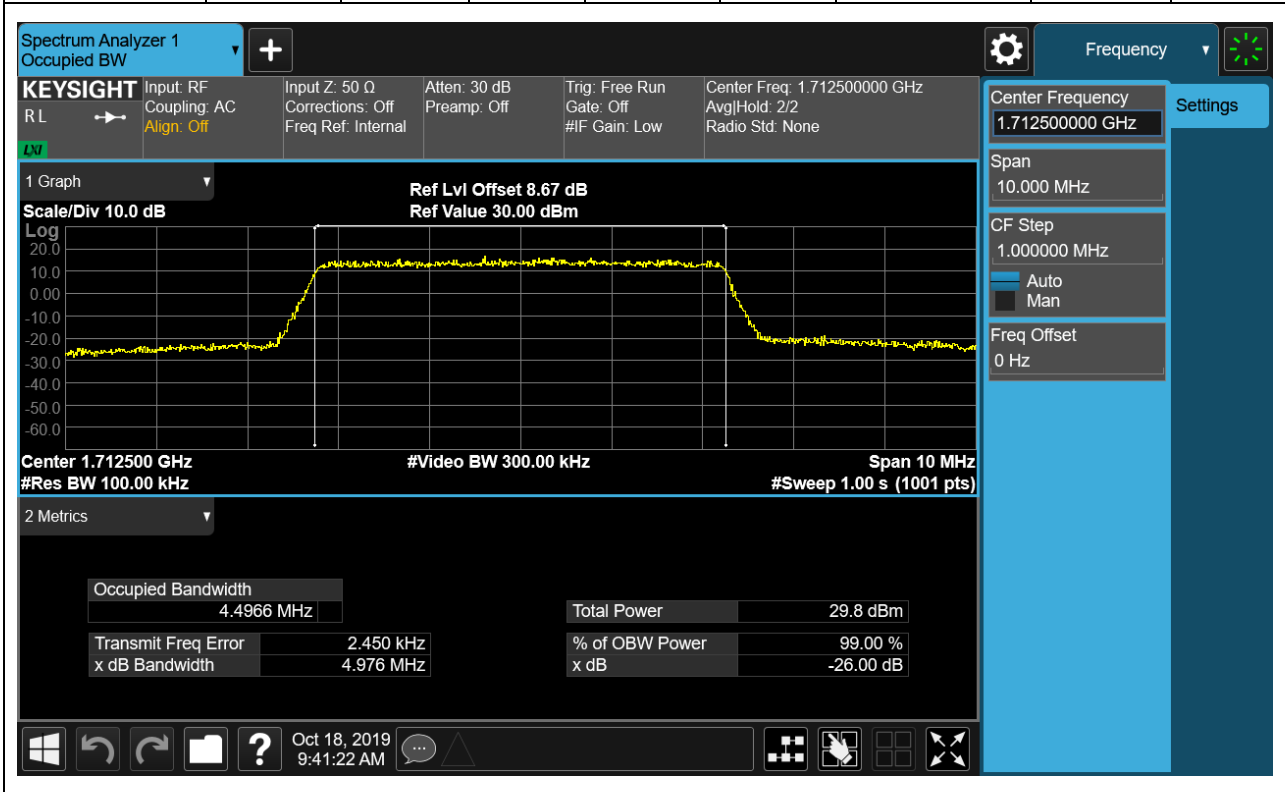 Spectrum Analyzer 1
Occupied BW
Frequency
KEYSIGHT
RL
LXI
Input: RF
Coupling: AC
Align: Off
Input Z: 50 Ω
Corrections: Off
Freq Ref: Internal
Atten: 30 dB
Preamp: Off
Trig: Free Run
Gate: Off
#IF Gain: Low
Center Freq: 1.712500000 GHz
Avg|Hold: 2/2
Radio Std: None
Center Frequency
1.712500000 GHz
Settings
Span
10.000 MHz
CF Step
1.000000 MHz
Auto
Man
Freq Offset
0 Hz
1 Graph
Ref Lvl Offset 8.67 dB
Scale/Div 10.0 dB
Ref Value 30.00 dBm
Log
20.0
10.0
0.00
-10.0
-20.0
-30.0
-40.0
-50.0
-60.0
Center 1.712500 GHz
#Video BW 300.00 kHz
Span 10 MHz
#Res BW 100.00 kHz
#Sweep 1.00 s (1001 pts)
2 Metrics
Occupied Bandwidth
4.4966 MHz
Total Power 29.8 dBm
Transmit Freq Error 2.450 kHz
% of OBW Power 99.00 %
x dB Bandwidth 4.976 MHz
x dB -26.00 dB
?
Oct 18, 2019
9:41:22 AM